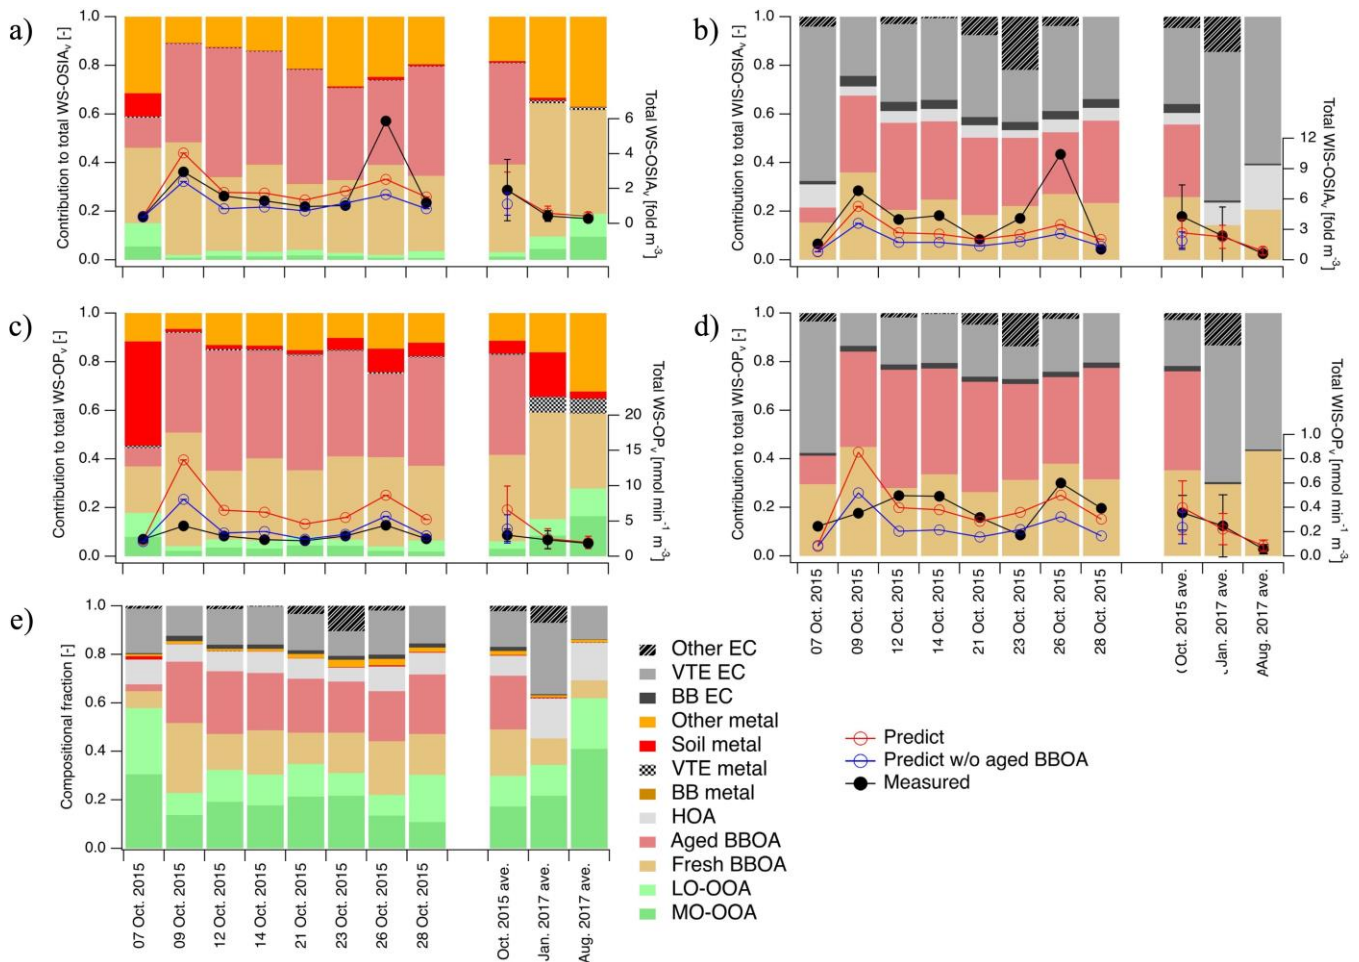 a)
Contribution to total WS-OSIAv [-]
1.0
0.8
0.6
0.4
0.2
0.0
6
4
2
0
Total WS-OSIAv [fold m-3]
b)
Contribution to total WIS-OSIAv [-]
1.0
0.8
0.6
0.4
0.2
0.0
12
9
6
3
0
Total WIS-OSIAv [fold m-3]
c)
Contribution to total WS-OPv [-]
1.0
0.8
0.6
0.4
0.2
0.0
20
15
10
5
0
Total WS-OPv [nmol min-1 m-3]
d)
Contribution to total WIS-OPv [-]
1.0
0.8
0.6
0.4
0.2
0.0
1.0
0.8
0.6
0.4
0.2
0.0
Total WIS-OPv [nmol min-1 m-3]
07 Oct. 2015
09 Oct. 2015
12 Oct. 2015
14 Oct. 2015
21 Oct. 2015
23 Oct. 2015
26 Oct. 2015
28 Oct. 2015
Oct. 2015 ave.
Jan. 2017 ave.
Aug. 2017 ave.
e)
Compositional fraction [-]
1.0
0.8
0.6
0.4
0.2
0.0
07 Oct. 2015
09 Oct. 2015
12 Oct. 2015
14 Oct. 2015
21 Oct. 2015
23 Oct. 2015
26 Oct. 2015
28 Oct. 2015
Oct. 2015 ave.
Jan. 2017 ave.
Aug. 2017 ave.
Other EC
VTE EC
BB EC
Other metal
Soil metal
VTE metal
BB metal
HOA
Aged BBOA
Fresh BBOA
LO-OOA
MO-OOA
Predict
Predict w/o aged BBOA
Measured